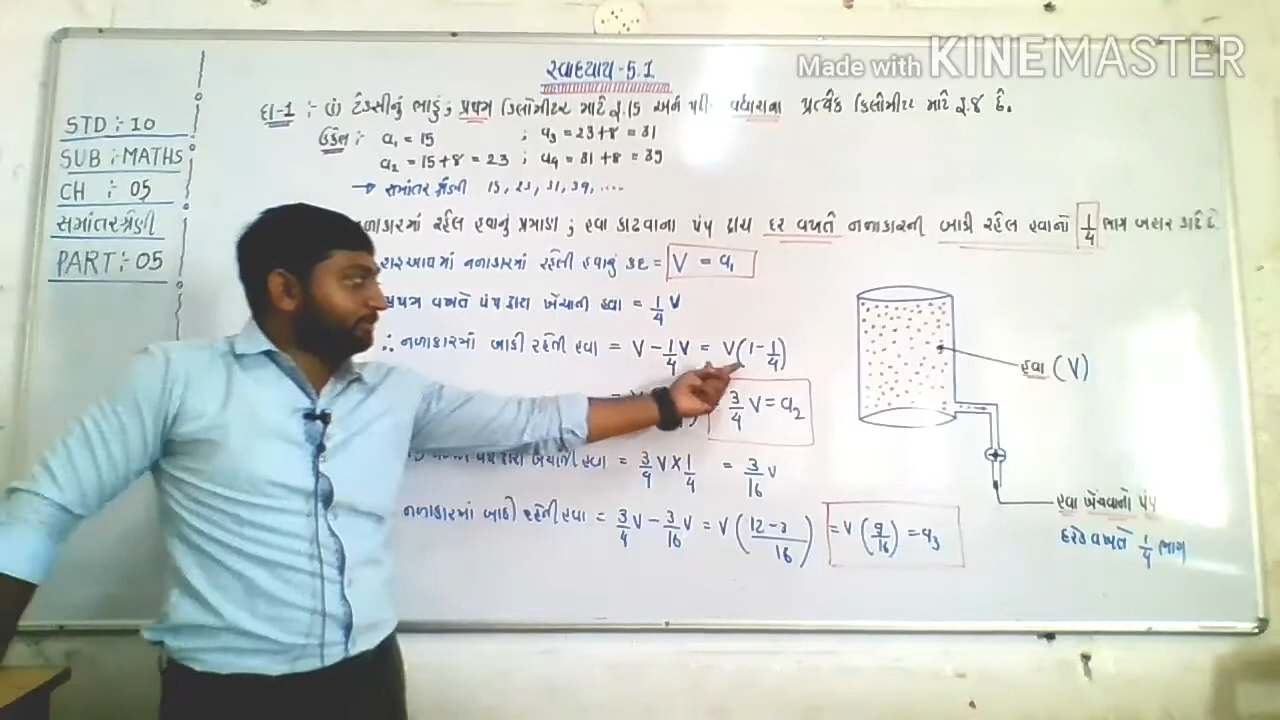 Made with KINEMASTER
સ્વાધ્યાય-5.1
STD :- 10
SUB :- MATHS
CH :- 05
સમાંતરશ્રેણી
PART :- 05
દા-1 :- (i) ટેક્સીનું ભાડું ; પ્રથમ કિલોમીટર માટે રૂ.15 અને પછી વધારાના પ્રત્યેક કિલોમીટર માટે રૂ.8 છે.
ઉકેલ :- a₁ = 15 ; a₃ = 23+8 = 31
a₂ = 15+8 = 23 ; a₄ = 31+8 = 39
→ સમાંતર શ્રેણી 15, 23, 31, 39, ....
નળાકારમાં રહેલ હવાનું પ્રમાણ ; હવા કાઢવાના પંપ દ્વારા દર વખતે નળાકારની બાકી રહેલ હવાનો 1/4 ભાગ બહાર કાઢે છે
નળાકારમાં રહેલી હવાનું કદ = V = a₁
પ્રથમ વખતે પંપ દ્વારા ખેંચાતી હવા = 1/4 V
∴ નળાકારમાં બાકી રહેતી હવા = V - 1/4 V = V(1 - 1/4)
3/4 V = a₂
પંપ દ્વારા ખેંચાતી હવા = 3/4 V × 1/4 = 3/16 V
નળાકારમાં બાકી રહેતી હવા = 3/4 V - 3/16 V = V(12-3/16) = V(9/16) = a₃
હવા (V)
હવા ખેંચવાનો પંપ
દરેક વખતે 1/4 ભાગ